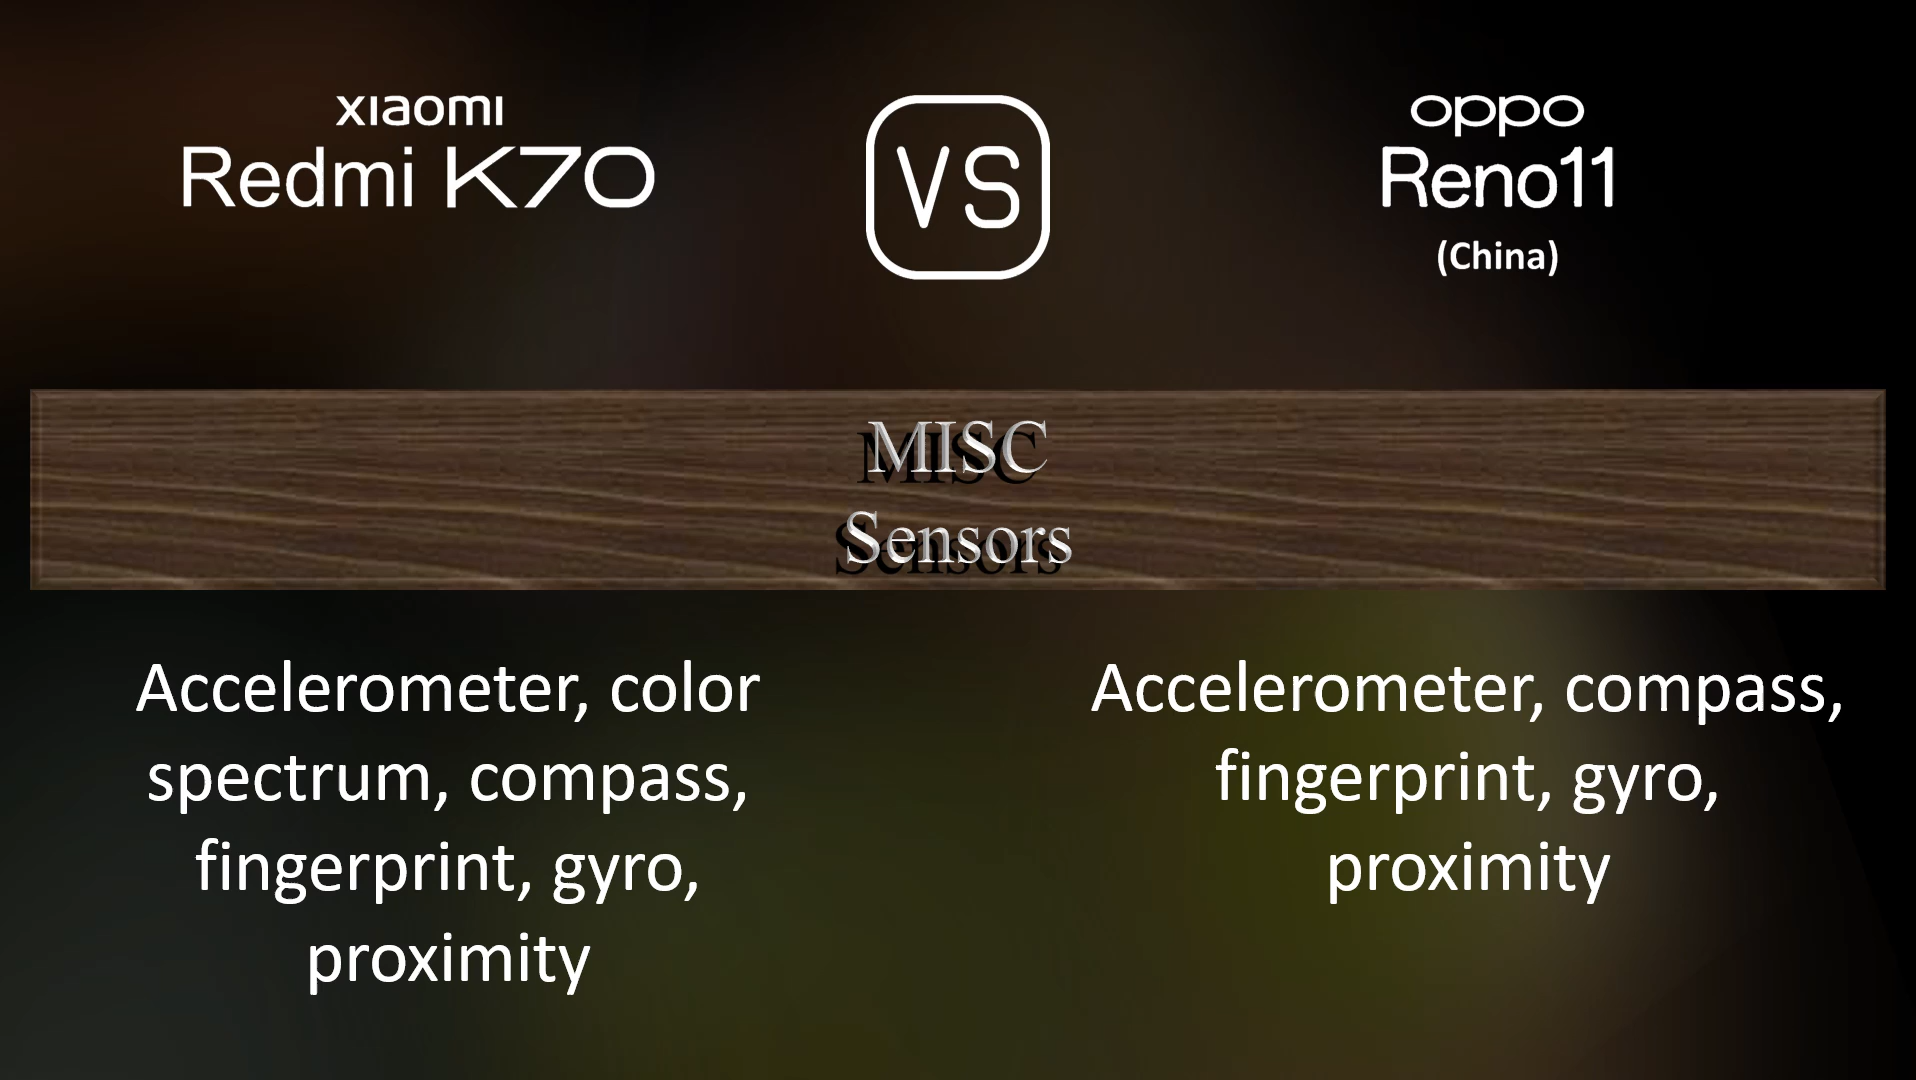 xiaomi
Redmi K70
VS
oppo
Reno11
(China)
MISC
Sensors
Accelerometer, color
spectrum, compass,
fingerprint, gyro,
proximity
Accelerometer, compass,
fingerprint, gyro,
proximity